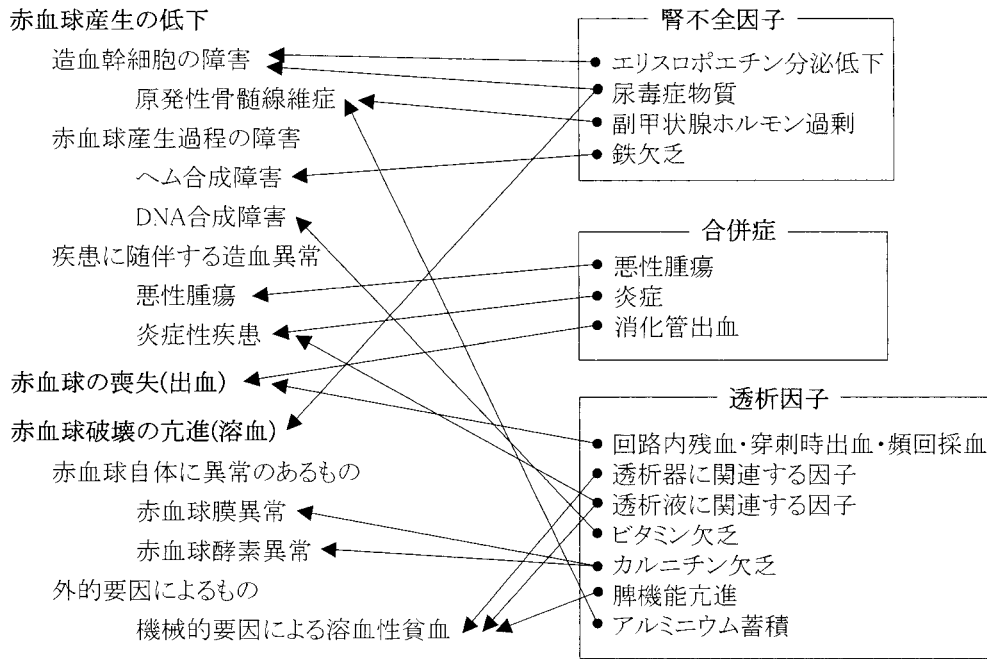 赤血球産生の低下
造血幹細胞の障害
原発性骨髄線維症
赤血球産生過程の障害
ヘム合成障害
DNA合成障害
疾患に随伴する造血異常
悪性腫瘍
炎症性疾患
赤血球の喪失(出血)
赤血球破壊の亢進(溶血)
赤血球自体に異常のあるもの
赤血球膜異常
赤血球酵素異常
外的要因によるもの
機械的要因による溶血性貧血
腎不全因子
エリスロポエチン分泌低下
尿毒症物質
副甲状腺ホルモン過剰
鉄欠乏
合併症
悪性腫瘍
炎症
消化管出血
透析因子
回路内残血・穿刺時出血・頻回採血
透析器に関連する因子
透析液に関連する因子
ビタミン欠乏
カルニチン欠乏
脾機能亢進
アルミニウム蓄積